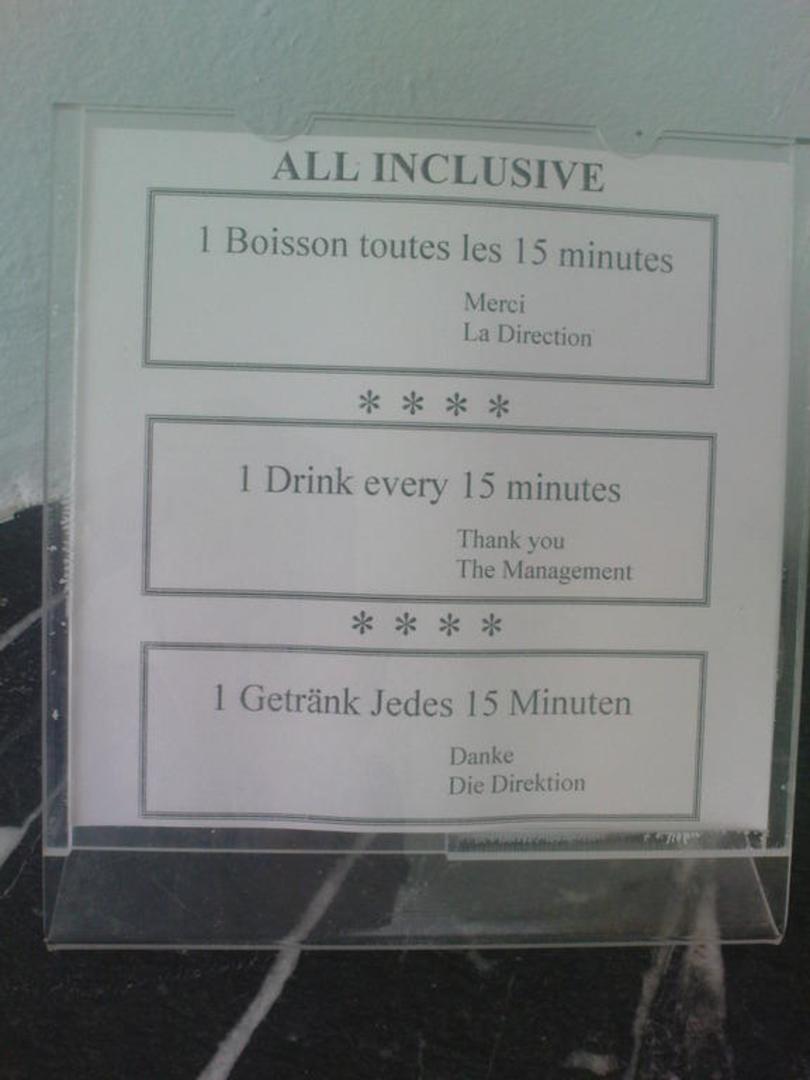 ALL INCLUSIVE
1 Boisson toutes les 15 minutes
Merci
La Direction
* * * *
1 Drink every 15 minutes
Thank you
The Management
* * * *
1 Getränk Jedes 15 Minuten
Danke
Die Direktion